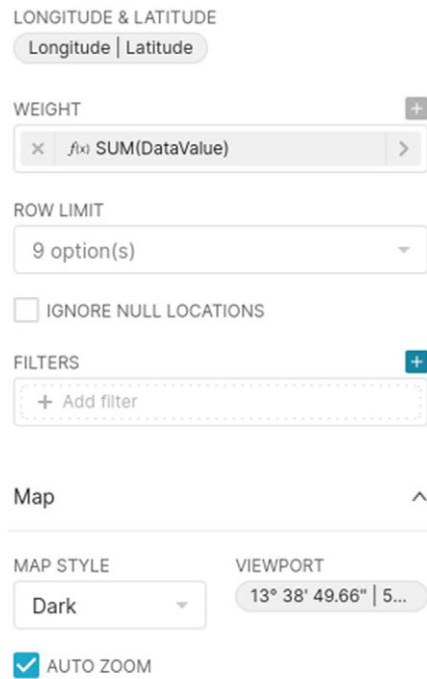 LONGITUDE & LATITUDE
Longitude | Latitude
WEIGHT
f(x) SUM(DataValue)
ROW LIMIT
9 option(s)
IGNORE NULL LOCATIONS
FILTERS
+ Add filter
Map
MAP STYLE
VIEWPORT
Dark
13° 38' 49.66" | 5...
AUTO ZOOM